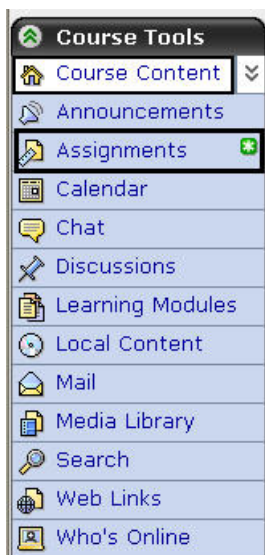 Course Tools
Course Content
Announcements
Assignments
Calendar
Chat
Discussions
Learning Modules
Local Content
Mail
Media Library
Search
Web Links
Who's Online